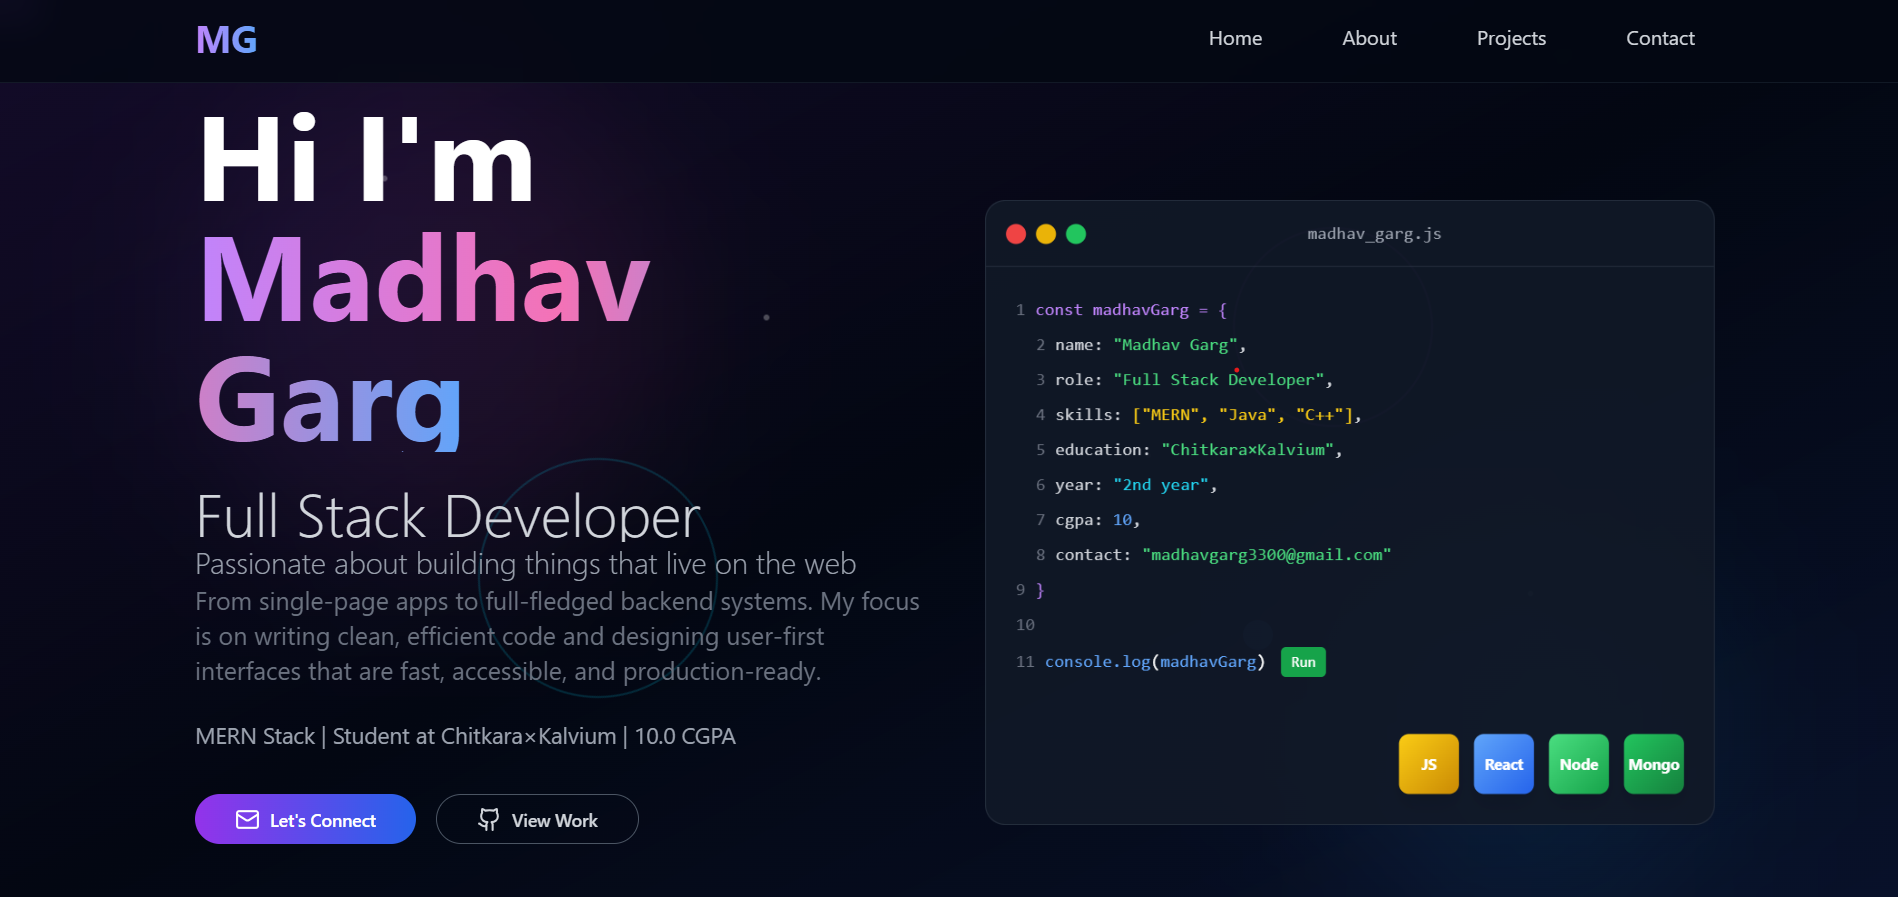 MG
Home
About
Projects
Contact
Hi I'm
Madhav
Garg
Full Stack Developer
Passionate about building things that live on the web
From single-page apps to full-fledged backend systems. My focus
is on writing clean, efficient code and designing user-first
interfaces that are fast, accessible, and production-ready.
MERN Stack | Student at Chitkara×Kalvium | 10.0 CGPA
Let's Connect
View Work
madhav_garg.js
1 const madhavGarg = {
2 name: "Madhav Garg",
3 role: "Full Stack Developer",
4 skills: ["MERN", "Java", "C++"],
5 education: "Chitkara×Kalvium",
6 year: "2nd year",
7 cgpa: 10,
8 contact: "madhavgarg3300@gmail.com"
9 }
10
11 console.log(madhavGarg) Run
JS
React
Node
Mongo